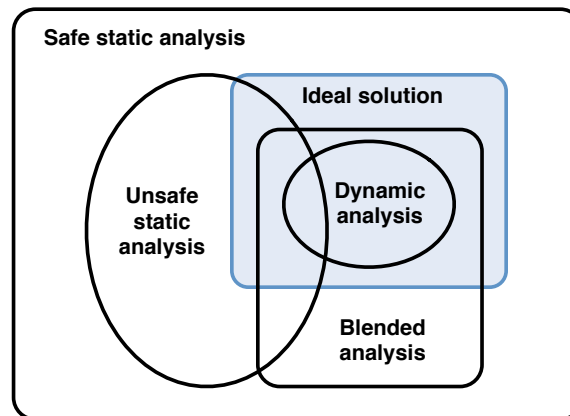 Safe static analysis
Ideal solution
Unsafe
static
analysis
Dynamic
analysis
Blended
analysis